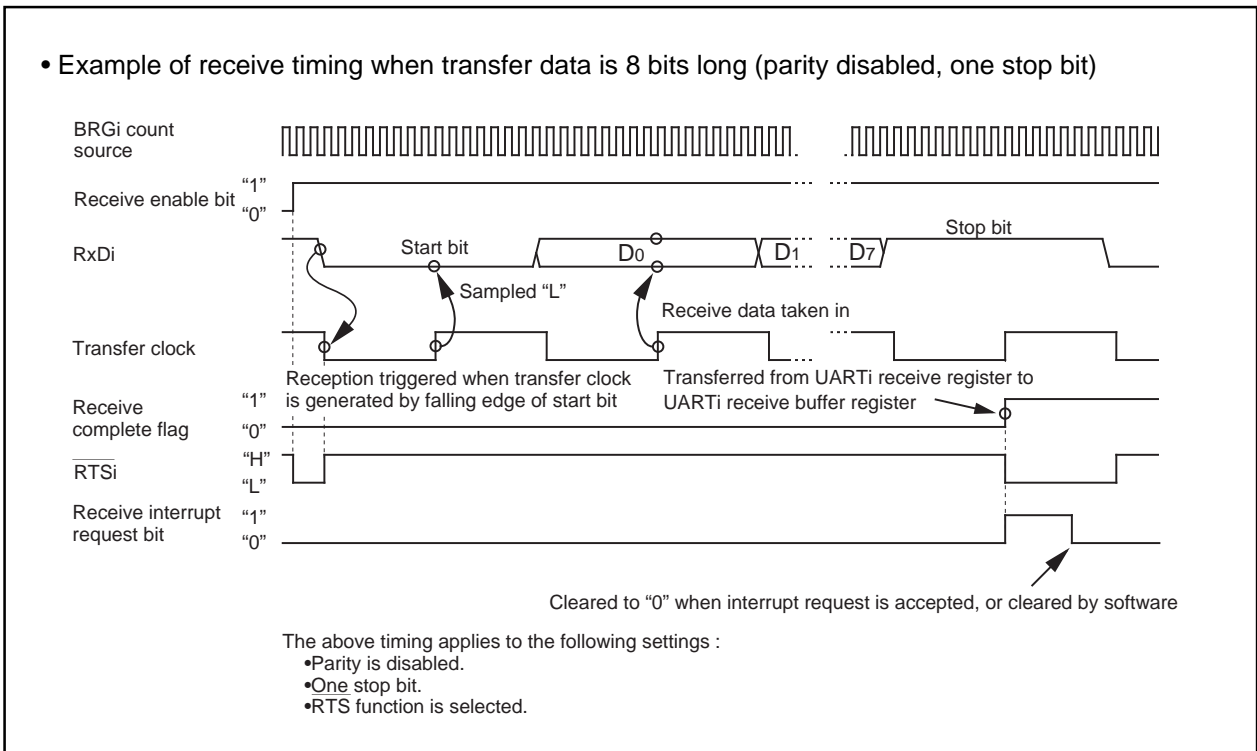 • Example of receive timing when transfer data is 8 bits long (parity disabled, one stop bit)
BRGi count
source
Receive enable bit
“1”
“0”
RxDi
Start bit
D0
D1
D7
Stop bit
Sampled “L”
Receive data taken in
Transfer clock
Reception triggered when transfer clock
is generated by falling edge of start bit
Transferred from UARTi receive register to
UARTi receive buffer register
Receive
complete flag
“1”
“0”
RTSi
“H”
“L”
Receive interrupt
request bit
“1”
“0”
Cleared to “0” when interrupt request is accepted, or cleared by software
The above timing applies to the following settings :
•Parity is disabled.
•One stop bit.
•RTS function is selected.